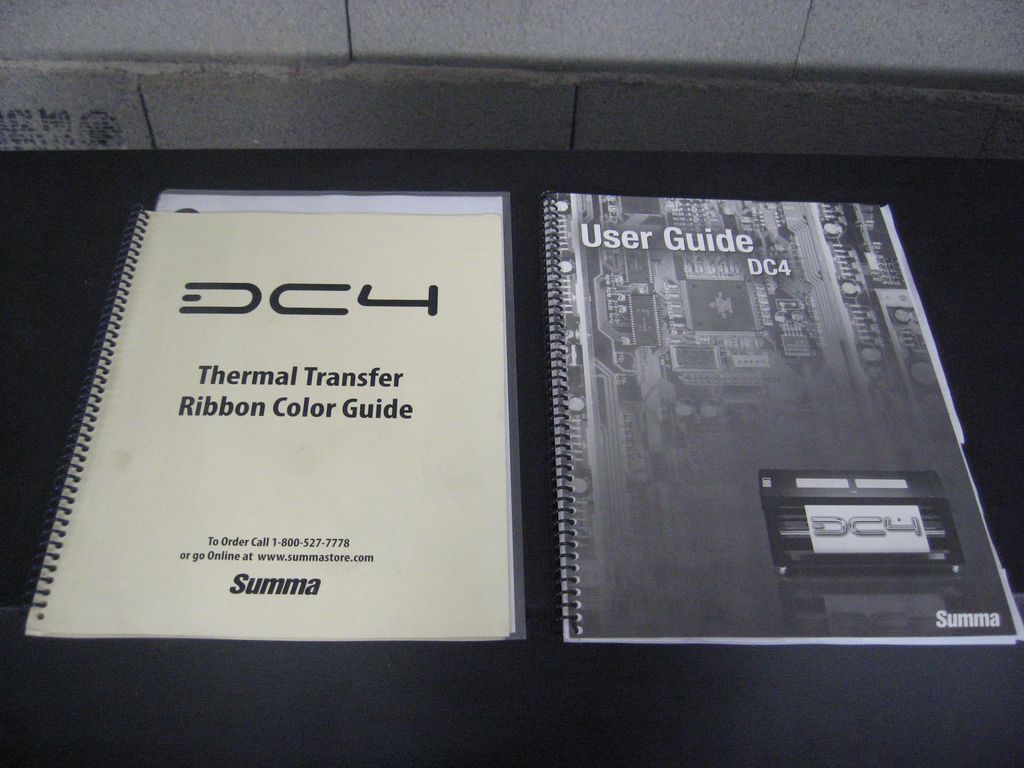 DC4
Thermal Transfer
Ribbon Color Guide
To Order Call 1-800-527-7778
or go Online at www.summastore.com
Summa
User Guide
DC4
DC4
Summa